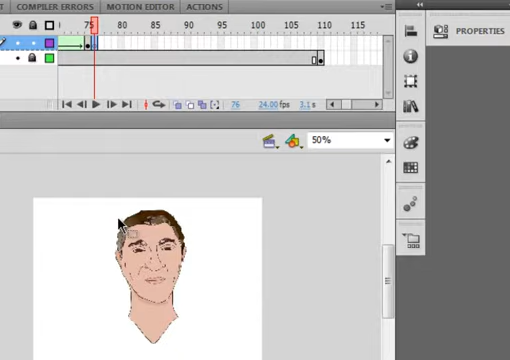 T COMPILER ERRORS MOTION EDITOR ACTIONS
75 80 85 90 95 100 105 110 115
76 24.00 fps 3.1 s
PROPERTIES
50%